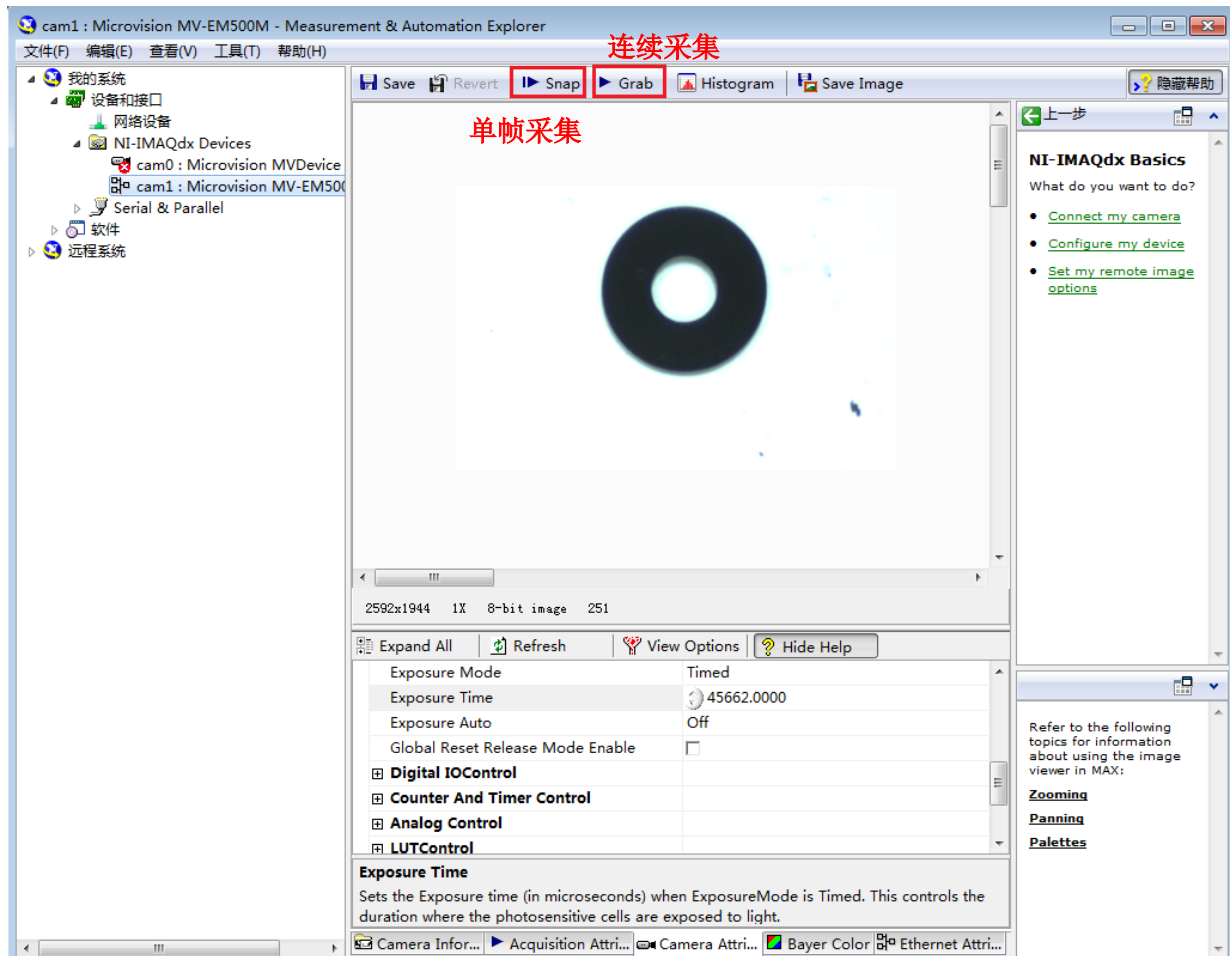 cam1 : Microvision MV-EM500M - Measurement & Automation Explorer
文件(F) 编辑(E) 查看(V) 工具(T) 帮助(H)
连续采集
我的系统
设备和接口
网络设备
NI-IMAQdx Devices
cam0 : Microvision MVDevice
cam1 : Microvision MV-EM500
Serial & Parallel
软件
远程系统
Save Revert Snap Grab Histogram Save Image
隐藏帮助
单帧采集
2592x1944 1X 8-bit image 251
Expand All Refresh View Options Hide Help
Exposure Mode Timed
Exposure Time 45662.0000
Exposure Auto Off
Global Reset Release Mode Enable
Digital IOControl
Counter And Timer Control
Analog Control
LUTControl
Exposure Time
Sets the Exposure time (in microseconds) when ExposureMode is Timed. This controls the
duration where the photosensitive cells are exposed to light.
Camera Infor... Acquisition Attri... Camera Attri... Bayer Color Ethernet Attri...
上一步
NI-IMAQdx Basics
What do you want to do?
Connect my camera
Configure my device
Set my remote image
options
Refer to the following
topics for information
about using the image
viewer in MAX:
Zooming
Panning
Palettes